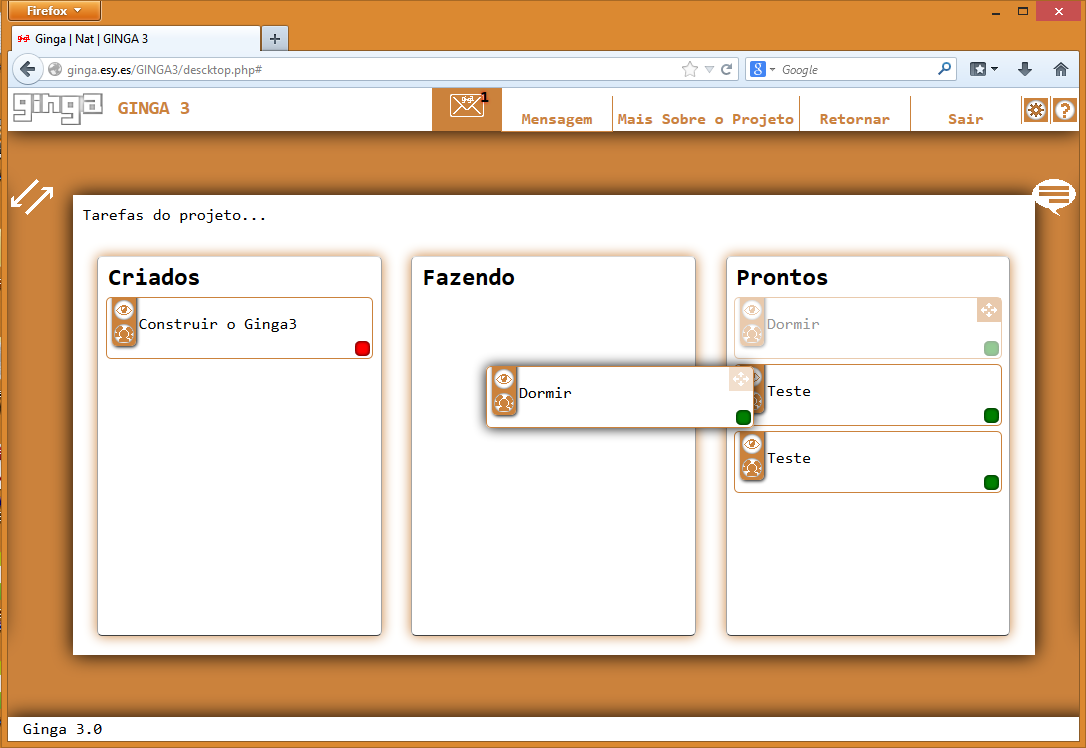 Firefox
Ginga | Nat | GINGA 3
ginga.esy.es/GINGA3/descktop.php#
8 Google
ginga GINGA 3
1
Mensagem Mais Sobre o Projeto Retornar Sair
?
Tarefas do projeto...
Criados
Construir o Ginga3
Fazendo
Dormir
Prontos
Dormir
Teste
Teste
Ginga 3.0